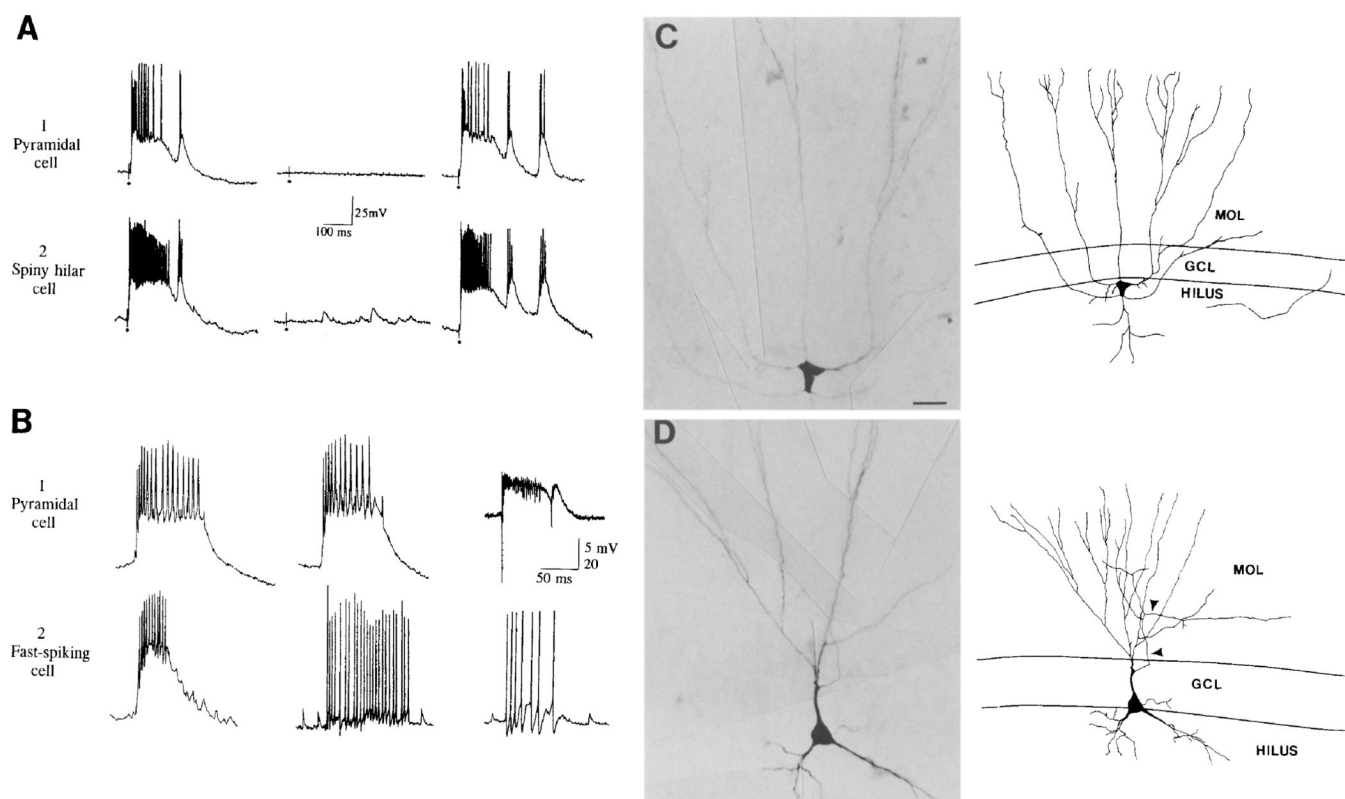 A
1
Pyramidal
cell
25mV
100 ms
2
Spiny hilar
cell
B
1
Pyramidal
cell
5 mV
20
50 ms
2
Fast-spiking
cell
C
MOL
GCL
HILUS
D
MOL
GCL
HILUS